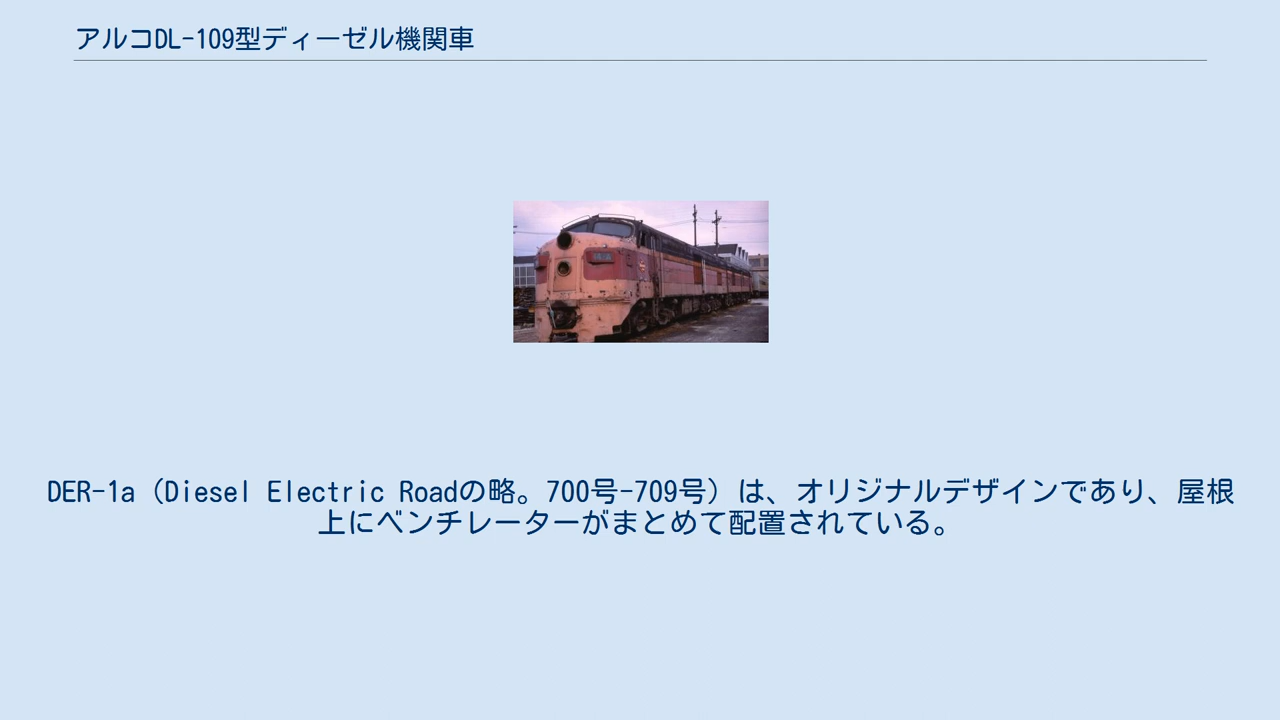 アルコDL-109型ディーゼル機関車
DER-1a（Diesel Electric Roadの略。700号-709号）は、オリジナルデザインであり、屋根
上にベンチレーターがまとめて配置されている。